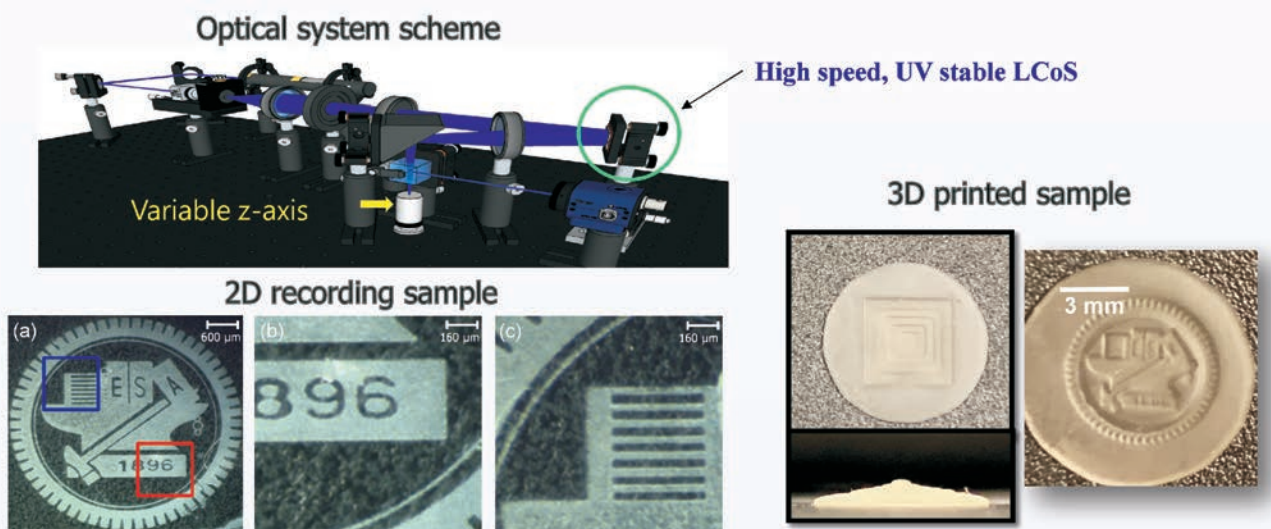 Optical system scheme
High speed, UV stable LCoS
Variable z-axis
2D recording sample
(a)
600 µm
E S A
1896
(b)
160 µm
896
(c)
160 µm
3D printed sample
3 mm